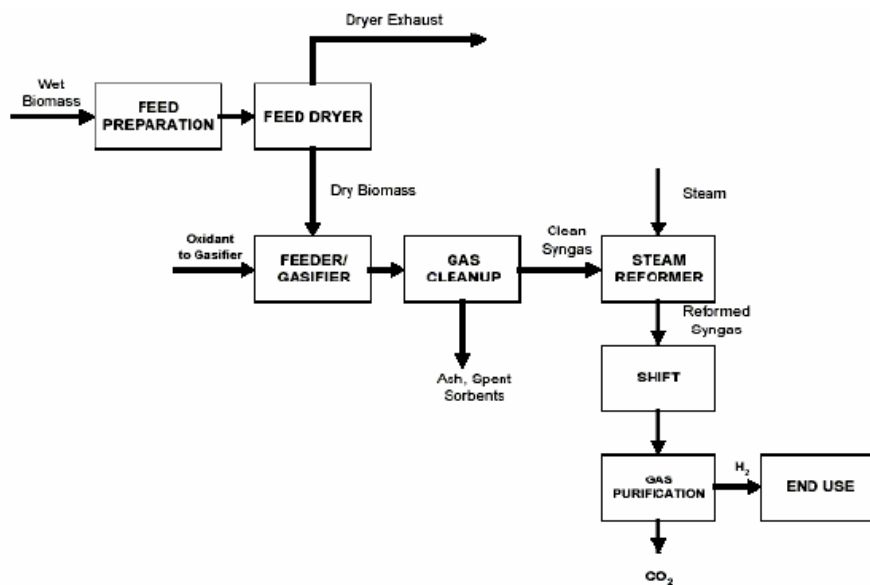 Dryer Exhaust
Wet
Biomass
FEED
PREPARATION
FEED DRYER
Dry Biomass
Steam
Oxidant
to Gasifier
FEEDER/
GASIFIER
GAS
CLEANUP
Clean
Syngas
STEAM
REFORMER
Reformed
Syngas
Ash, Spent
Sorbents
SHIFT
GAS
PURIFICATION
H₂
END USE
CO₂